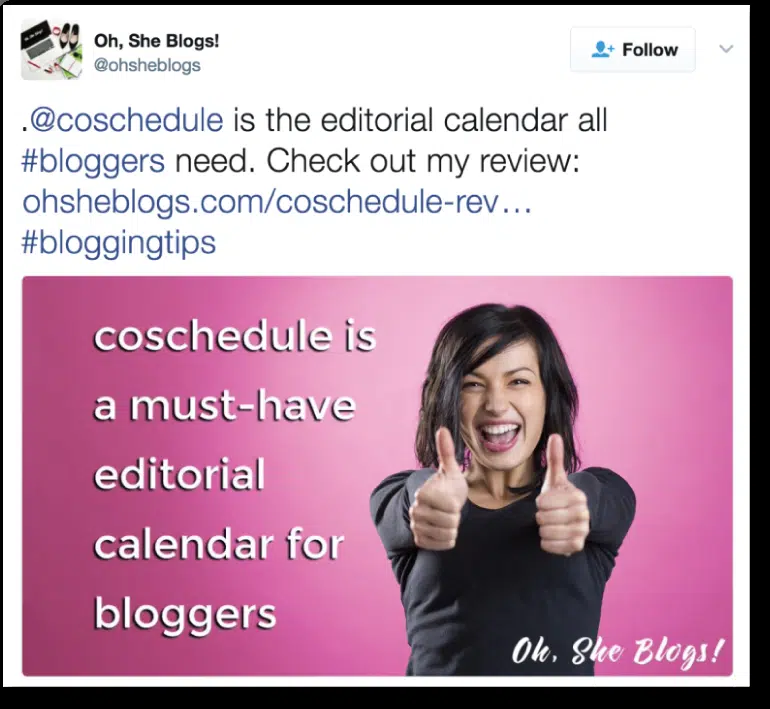 Oh, She Blogs!
@ohsheblogs
Follow
.@coschedule is the editorial calendar all
#bloggers need. Check out my review:
ohsheblogs.com/coschedule-rev…
#bloggingtips
coschedule is
a must-have
editorial
calendar for
bloggers
Oh, She Blogs!